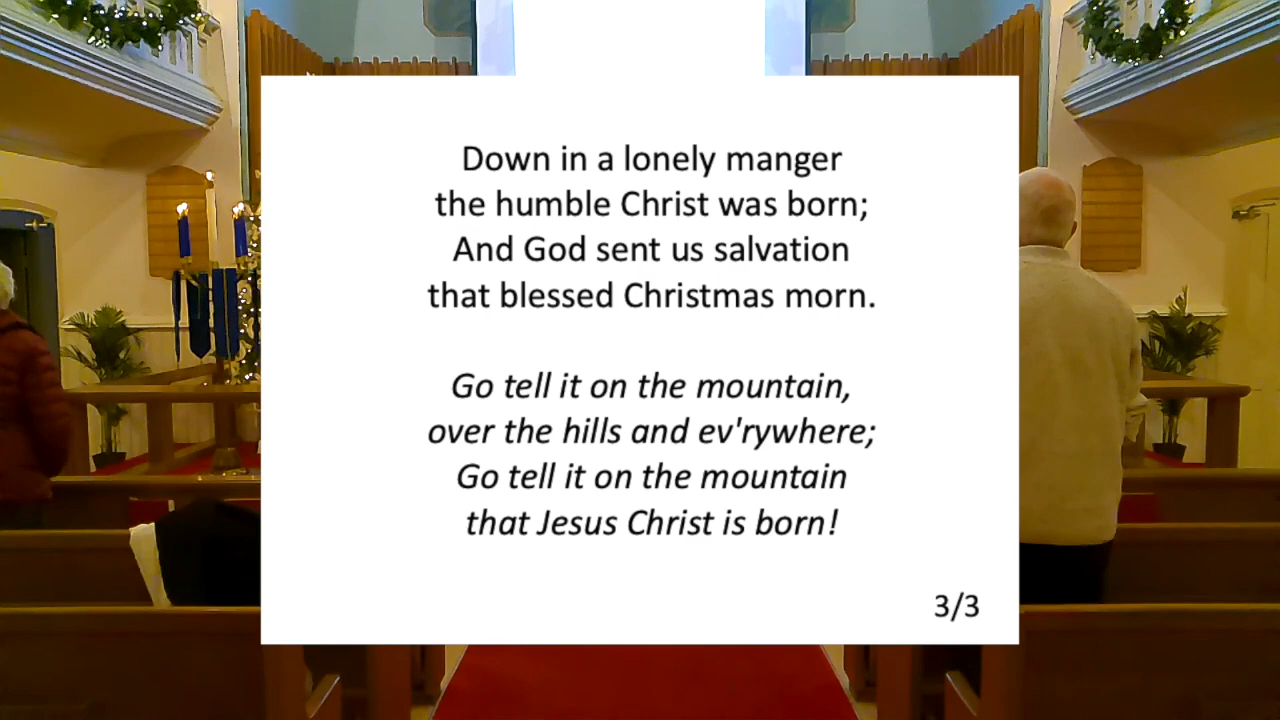 Down in a lonely manger
the humble Christ was born;
And God sent us salvation
that blessed Christmas morn.
Go tell it on the mountain,
over the hills and ev'rywhere;
Go tell it on the mountain
that Jesus Christ is born!
3/3